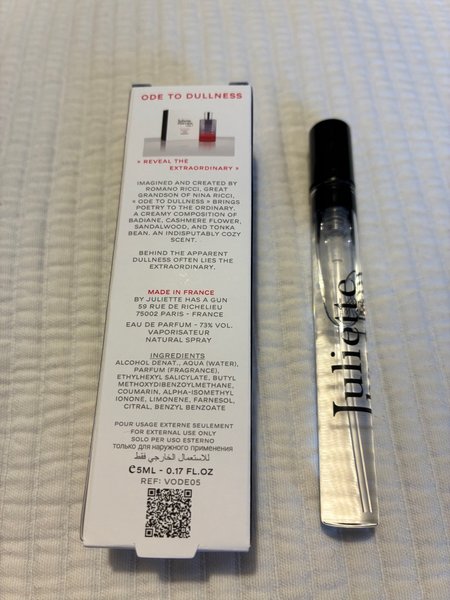 ODE TO DULLNESS
« REVEAL THE
EXTRAORDINARY »
IMAGINED AND CREATED BY
ROMANO RICCI, GREAT
GRANDSON OF NINA RICCI,
« ODE TO DULLNESS » BRINGS
POETRY TO THE ORDINARY.
A CREAMY COMPOSITION OF
BADIANE, CASHMERE FLOWER,
SANDALWOOD, AND TONKA
BEAN. AN INDISPUTABLY COZY
SCENT.
BEHIND THE APPARENT
DULLNESS OFTEN LIES THE
EXTRAORDINARY.
MADE IN FRANCE
BY JULIETTE HAS A GUN
59 RUE DE RICHELIEU
75002 PARIS - FRANCE
EAU DE PARFUM - 73% VOL.
VAPORISATEUR
NATURAL SPRAY
INGREDIENTS
ALCOHOL DENAT., AQUA (WATER),
PARFUM (FRAGRANCE),
ETHYLHEXYL SALICYLATE, BUTYL
METHOXYDIBENZOYLMETHANE,
COUMARIN, ALPHA-ISOMETHYL
IONONE, LIMONENE, FARNESOL,
CITRAL, BENZYL BENZOATE
POUR USAGE EXTERNE SEULEMENT
FOR EXTERNAL USE ONLY
SOLO PER USO ESTERNO
только для наружного применения
للاستعمال الخارجي فقط
5ML - 0.17 FL.OZ
REF: VODE05
Juliette